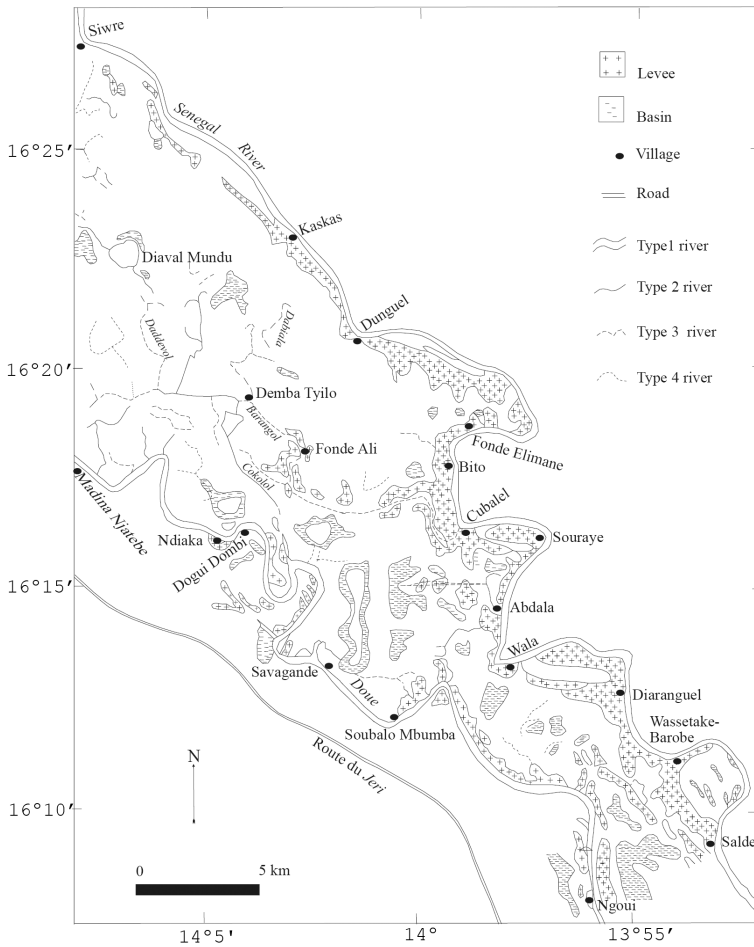 Siwre
Senegal
River
16°25′
Kaskas
Diaval Mundu
Dunguel
Daddevol
Dabiala
16°20′
Demba Tyilo
Barangol
Fonde Ali
Fonde Elimane
Bito
Cokolol
Madina Njatebe
Cubalel
Ndiaka
Dogui Dombi
Souraye
16°15′
Abdala
Wala
Savagande
Doue
Diaranguel
Soubalo Mbumba
Wassetake-
Barobe
Route du Jeri
N
16°10′
Salde
0
5 km
Ngoui
14°5′
14°
13°55′
Levee
Basin
Village
Road
Type1 river
Type 2 river
Type 3 river
Type 4 river